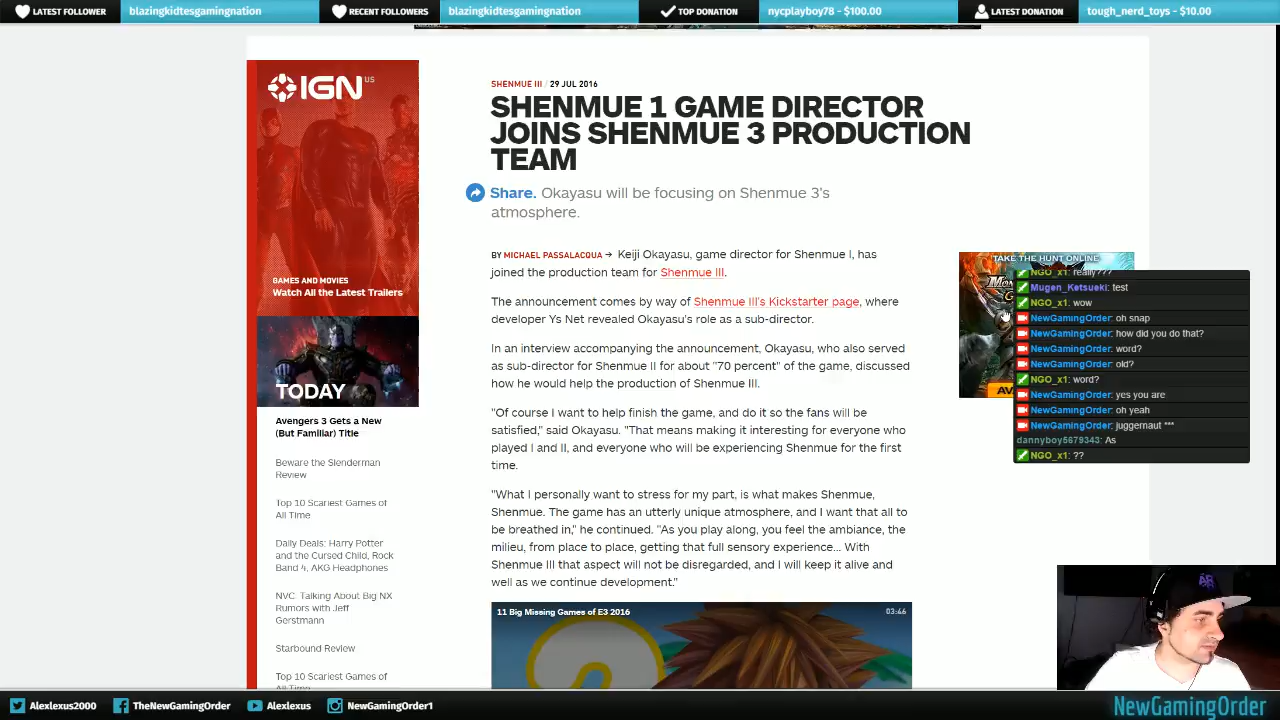 LATEST FOLLOWER
blazingkidtesgamingnation
RECENT FOLLOWERS
blazingkidtesgamingnation
TOP DONATION
nycplayboy78 - $100.00
LATEST DONATION
tough_nerd_toys - $10.00
IGN US
GAMES AND MOVIES
Watch All the Latest Trailers
TODAY
Avengers 3 Gets a New
(But Familiar) Title
Beware the Slenderman
Review
Top 10 Scariest Games of
All Time
Daily Deals: Harry Potter
and the Cursed Child, Rock
Band 4, AKG Headphones
NVC: Talking About Big NX
Rumors with Jeff
Gerstmann
Starbound Review
Top 10 Scariest Games of
All Time
SHENMUE III / 29 JUL 2016
SHENMUE 1 GAME DIRECTOR
JOINS SHENMUE 3 PRODUCTION
TEAM
Share. Okayasu will be focusing on Shenmue 3's
atmosphere.
BY MICHAEL PASSALACQUA → Keiji Okayasu, game director for Shenmue I, has
joined the production team for Shenmue III.
The announcement comes by way of Shenmue III's Kickstarter page, where
developer Ys Net revealed Okayasu's role as a sub-director.
In an interview accompanying the announcement, Okayasu, who also served
as sub-director for Shenmue II for about "70 percent" of the game, discussed
how he would help the production of Shenmue III.
"Of course I want to help finish the game, and do it so the fans will be
satisfied," said Okayasu. "That means making it interesting for everyone who
played I and II, and everyone who will be experiencing Shenmue for the first
time.
"What I personally want to stress for my part, is what makes Shenmue,
Shenmue. The game has an utterly unique atmosphere, and I want that all to
be breathed in," he continued. "As you play along, you feel the ambiance, the
milieu, from place to place, getting that full sensory experience... With
Shenmue III that aspect will not be disregarded, and I will keep it alive and
well as we continue development."
11 Big Missing Games of E3 2016
03:46
TAKE THE HUNT ONLINE
NGO_x1: really???
Mugen_Ketsueki: test
NGO_x1: wow
NewGamingOrder: oh snap
NewGamingOrder: how did you do that?
NewGamingOrder: word?
NewGamingOrder: old?
NGO_x1: word?
NewGamingOrder: yes you are
NewGamingOrder: oh yeah
NewGamingOrder: juggernaut ***
dannyboy5679343: As
NGO_x1: ??
Alexlexus2000
TheNewGamingOrder
Alexlexus
NewGamingOrder1
NewGamingOrder